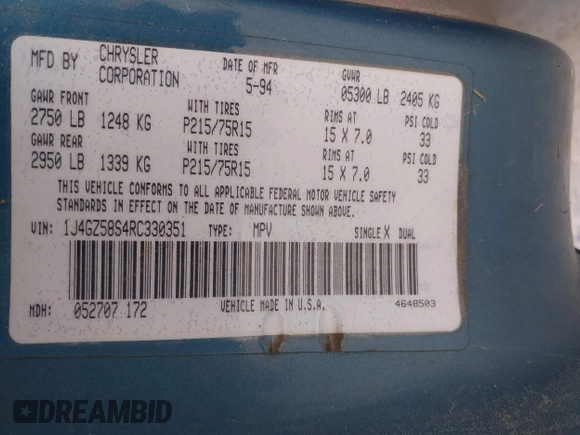 MFD BY CHRYSLER CORPORATION DATE OF MFR 5-94 GVWR 05300 LB 2405 KG
GAWR FRONT WITH TIRES RIMS AT PSI COLD
2750 LB 1248 KG P215/75R15 15 X 7.0 33
GAWR REAR WITH TIRES RIMS AT PSI COLD
2950 LB 1339 KG P215/75R15 15 X 7.0 33
THIS VEHICLE CONFORMS TO ALL APPLICABLE FEDERAL MOTOR VEHICLE SAFETY
STANDARDS IN EFFECT ON THE DATE OF MANUFACTURE SHOWN ABOVE.
VIN: 1J4GZ58S4RC330351 TYPE: MPV SINGLE X DUAL
MDH: 052707 172 VEHICLE MADE IN U.S.A. 4648503
DREAMBID